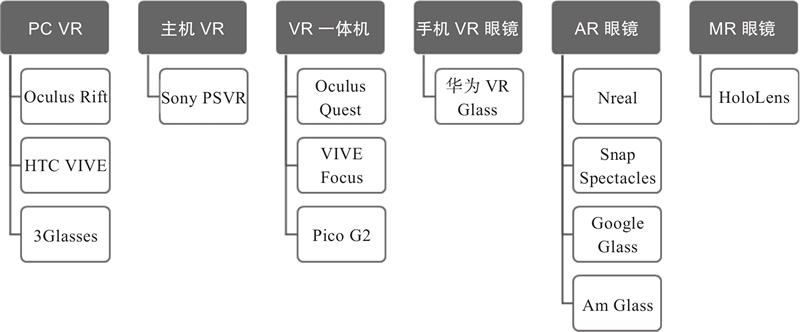 PC VR
Oculus Rift
HTC VIVE
3Glasses
主机 VR
Sony PSVR
VR 一体机
Oculus
Quest
VIVE
Focus
Pico G2
手机 VR 眼镜
华为 VR
Glass
AR 眼镜
Nreal
Snap
Spectacles
Google
Glass
Am Glass
MR 眼镜
HoloLens